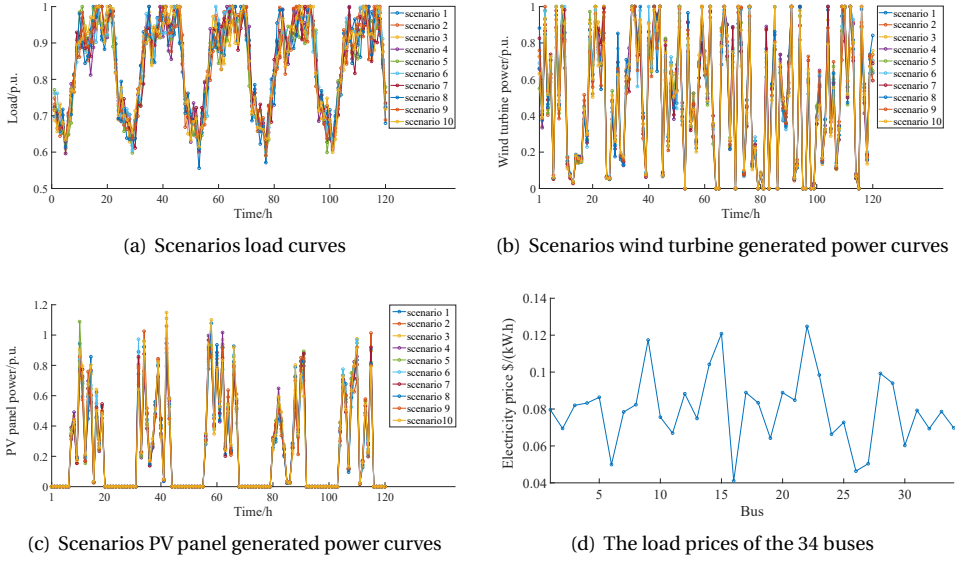 1
0.9
0.8
0.7
0.6
0.5
Load/p.u.
0
20
40
60
80
100
120
Time/h
scenario 1
scenario 2
scenario 3
scenario 4
scenario 5
scenario 6
scenario 7
scenario 8
scenario 9
scenario 10
(a) Scenarios load curves
1
0.8
0.6
0.4
0.2
0
Wind turbine power/p.u.
1
20
40
60
80
100
120
Time/h
scenario 1
scenario 2
scenario 3
scenario 4
scenario 5
scenario 6
scenario 7
scenario 8
scenario 9
scenario 10
(b) Scenarios wind turbine generated power curves
1.2
1
0.8
0.6
0.4
0.2
0
PV panel power/p.u.
1
20
40
60
80
100
120
Time/h
scenario 1
scenario 2
scenario 3
scenario 4
scenario 5
scenario 6
scenario 7
scenario 8
scenario 9
scenario10
(c) Scenarios PV panel generated power curves
0.14
0.12
0.1
0.08
0.06
0.04
Electricity price $/(kW.h)
5
10
15
20
25
30
Bus
(d) The load prices of the 34 buses